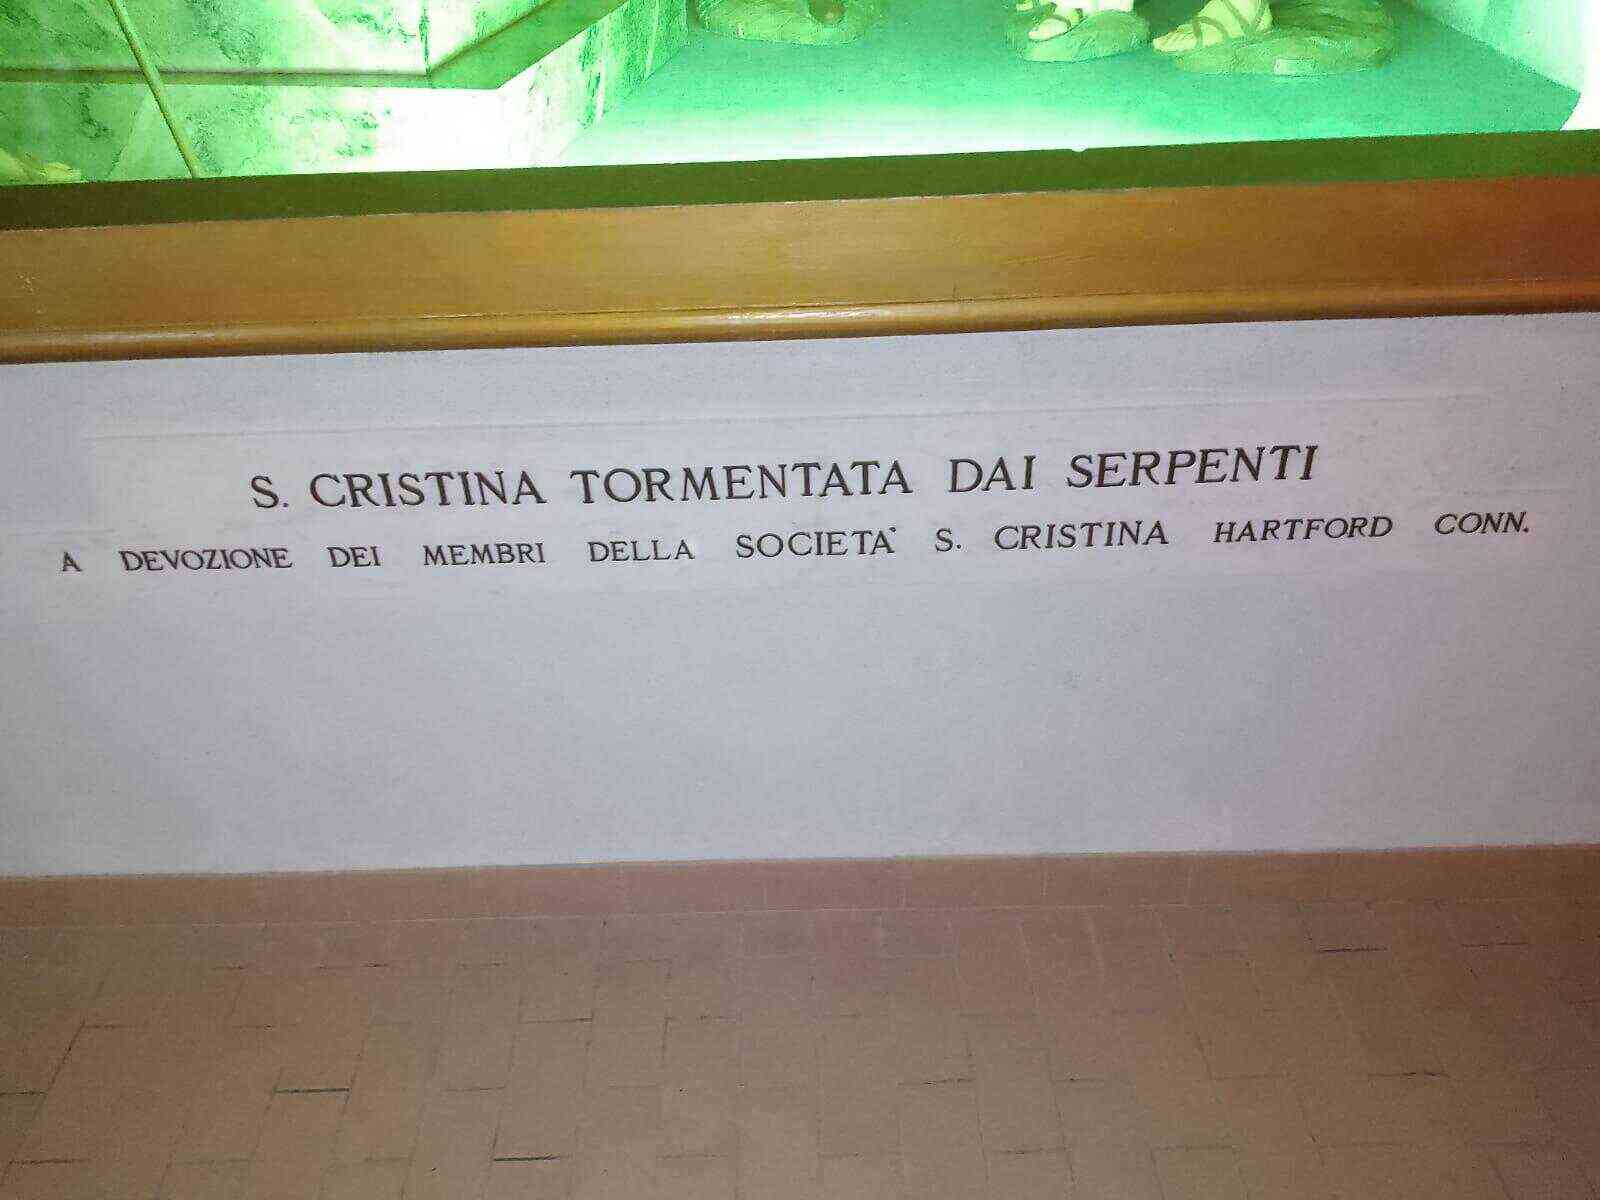 S. CRISTINA TORMENTATA DAI SERPENTI
A DEVOZIONE DEI MEMBRI DELLA SOCIETA' S. CRISTINA HARTFORD CONN.